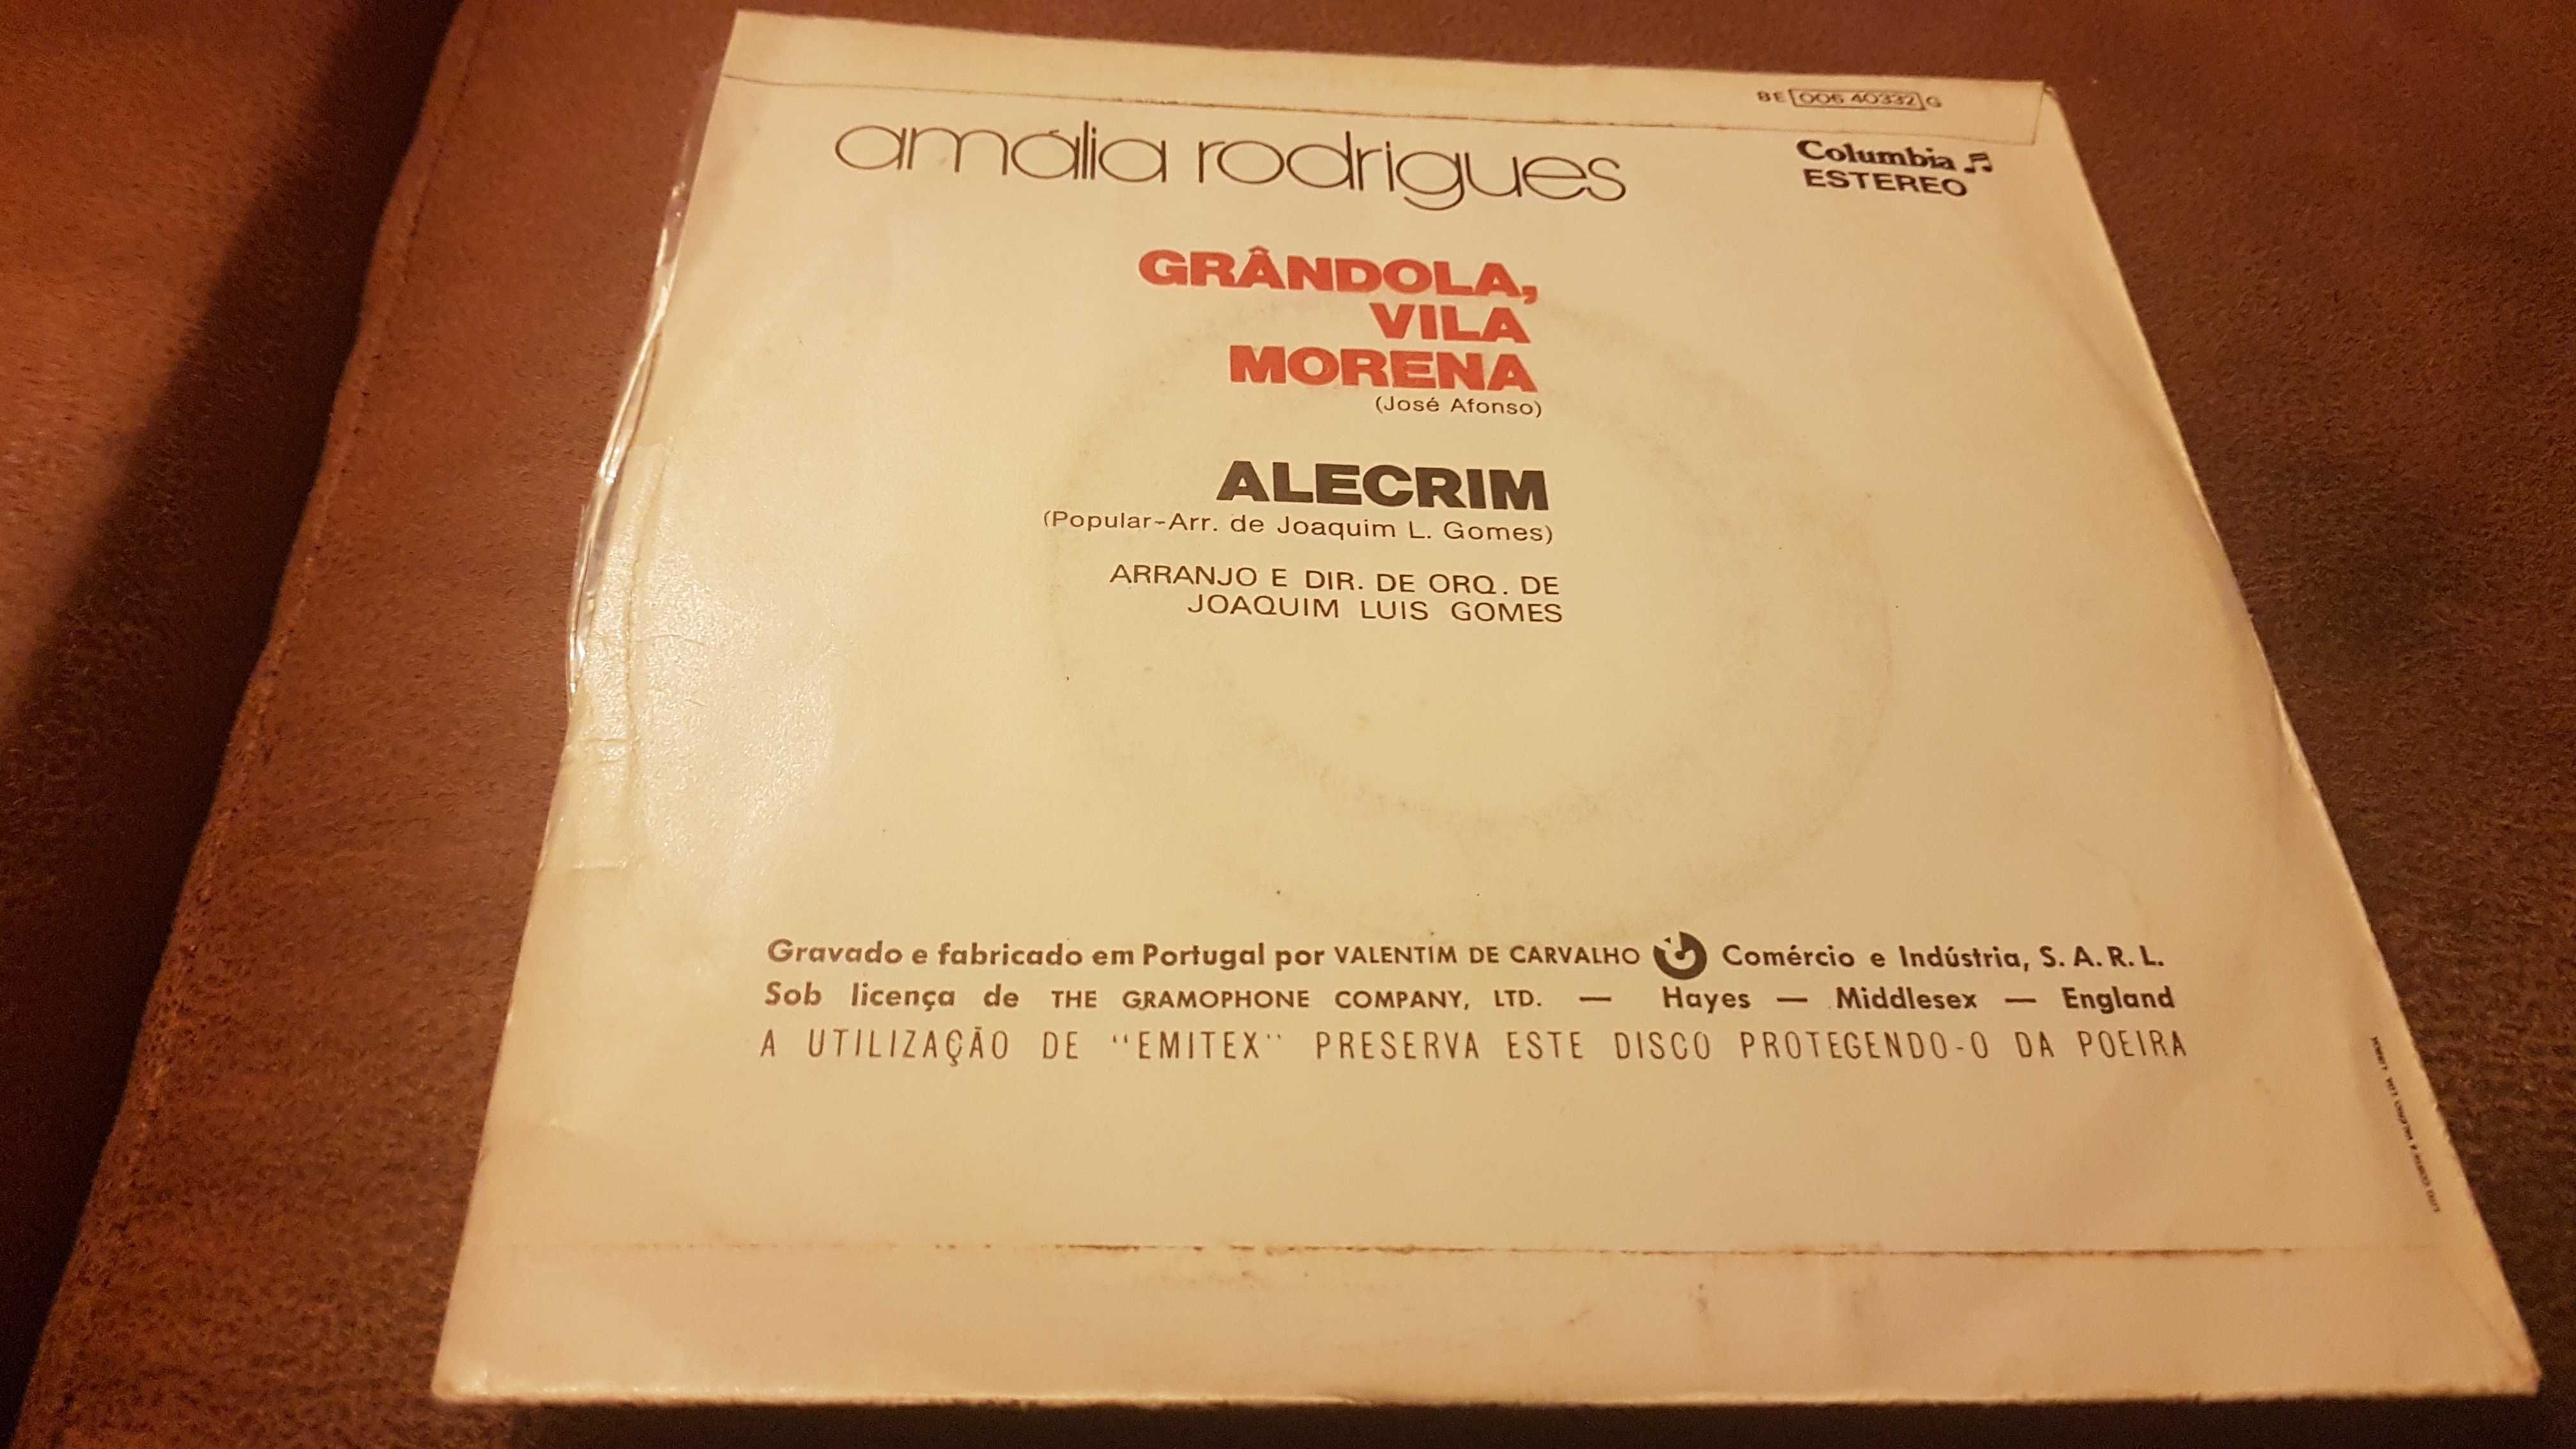 8E 006 40332 G
amália rodrigues
Columbia
ESTEREO
GRÂNDOLA,
VILA
MORENA
(José Afonso)
ALECRIM
(Popular-Arr. de Joaquim L. Gomes)
ARRANJO E DIR. DE ORQ. DE
JOAQUIM LUIS GOMES
Gravado e fabricado em Portugal por VALENTIM DE CARVALHO Comércio e Indústria, S. A. R. L.
Sob licença de THE GRAMOPHONE COMPANY, LTD. — Hayes — Middlesex — England
A UTILIZAÇÃO DE "EMITEX" PRESERVA ESTE DISCO PROTEGENDO-O DA POEIRA